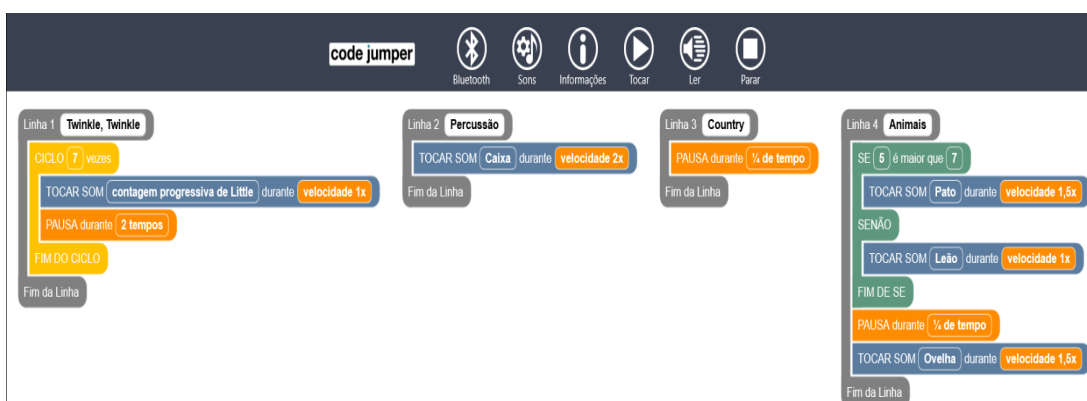 code jumper
Bluetooth
Sons
Informações
Tocar
Ler
Parar
Linha 1 Twinkle, Twinkle
CICLO 7 vezes
TOCAR SOM contagem progressiva de Little durante velocidade 1x
PAUSA durante 2 tempos
FIM DO CICLO
Fim da Linha
Linha 2 Percussão
TOCAR SOM Caixa durante velocidade 2x
Fim da Linha
Linha 3 Country
PAUSA durante ¼ de tempo
Fim da Linha
Linha 4 Animais
SE 5 é maior que 7
TOCAR SOM Pato durante velocidade 1,5x
SENÃO
TOCAR SOM Leão durante velocidade 1x
FIM DE SE
PAUSA durante ¼ de tempo
TOCAR SOM Ovelha durante velocidade 1,5x
Fim da Linha